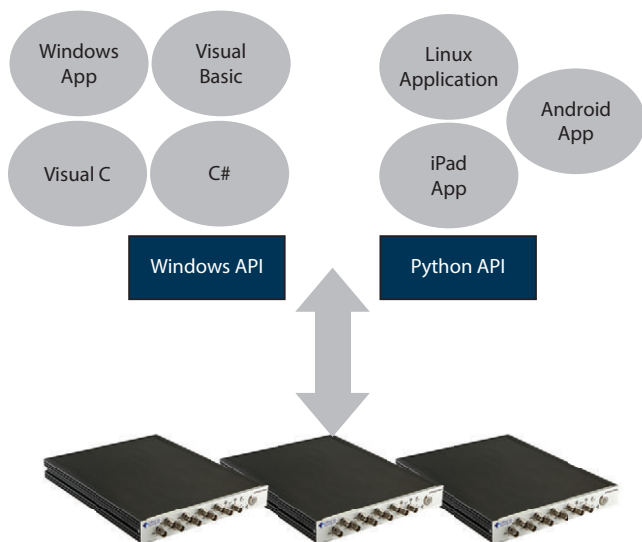 Windows
App
Visual
Basic
Visual C
C#
Linux
Application
Android
App
iPad
App
Windows API
Python API